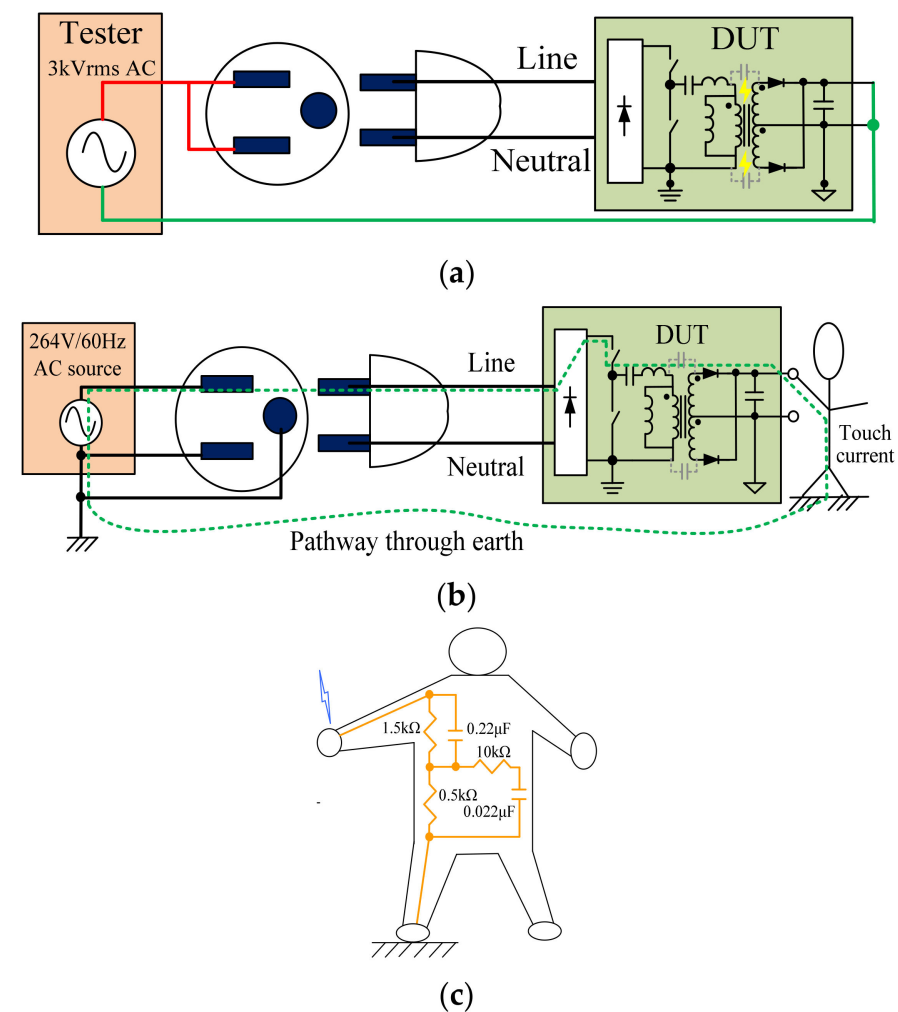 Tester
3kVrms AC
Line
Neutral
DUT
(a)
264V/60Hz
AC source
Line
Neutral
DUT
Touch
current
Pathway through earth
(b)
1.5kΩ
0.22μF
10kΩ
0.5kΩ
0.022μF
(c)